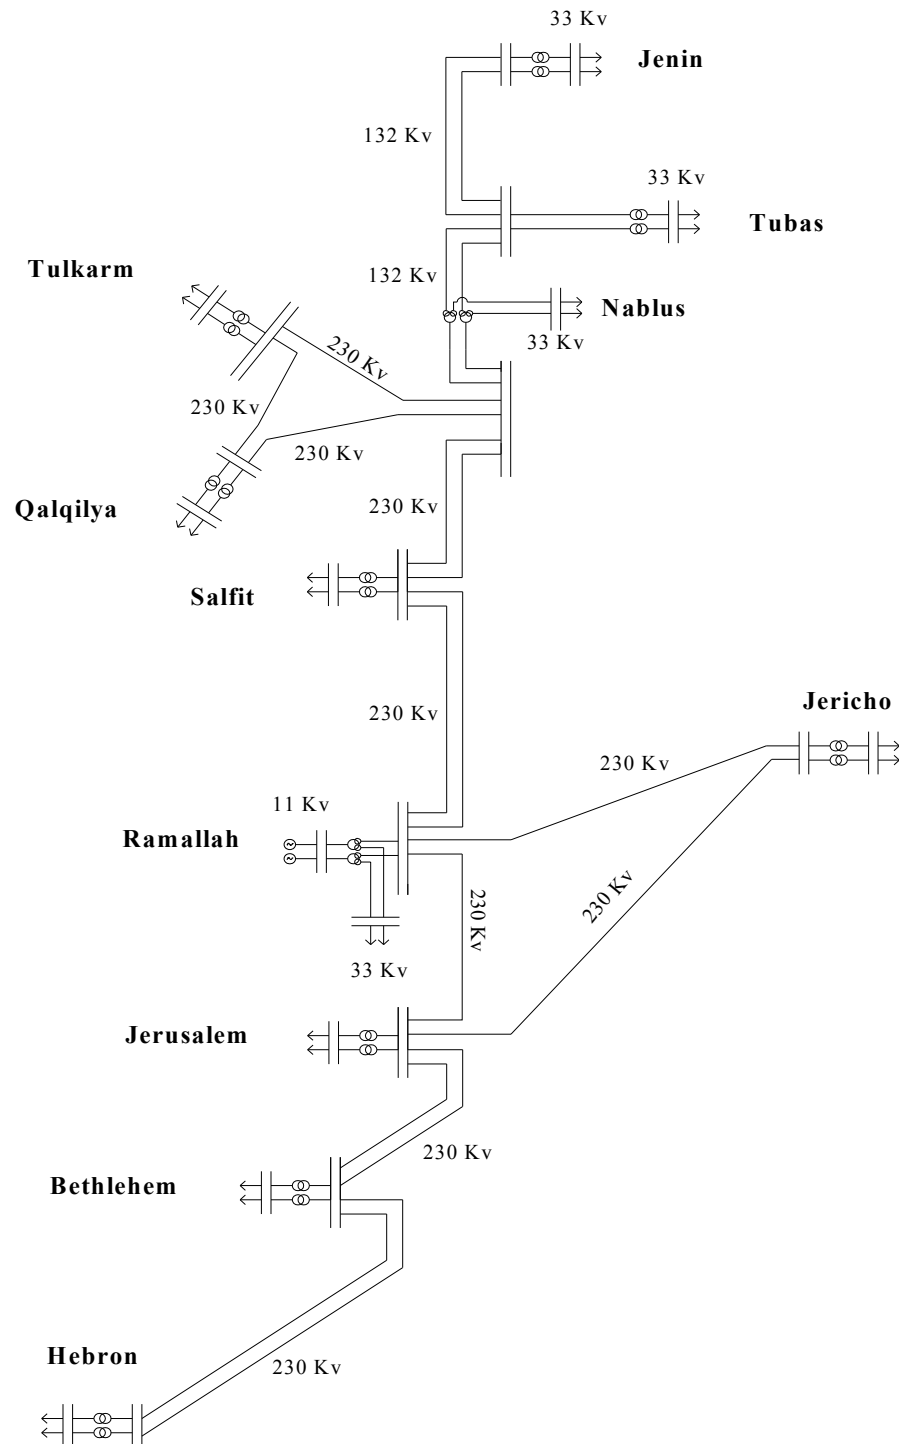 33 Kv
Jenin
132 Kv
33 Kv
Tubas
Tulkarm
132 Kv
Nablus
33 Kv
230 Kv
230 Kv
230 Kv
Qalqilya
230 Kv
Salfit
Jericho
230 Kv
230 Kv
11 Kv
Ramallah
230 Kv
230 Kv
33 Kv
Jerusalem
230 Kv
Bethlehem
Hebron
230 Kv